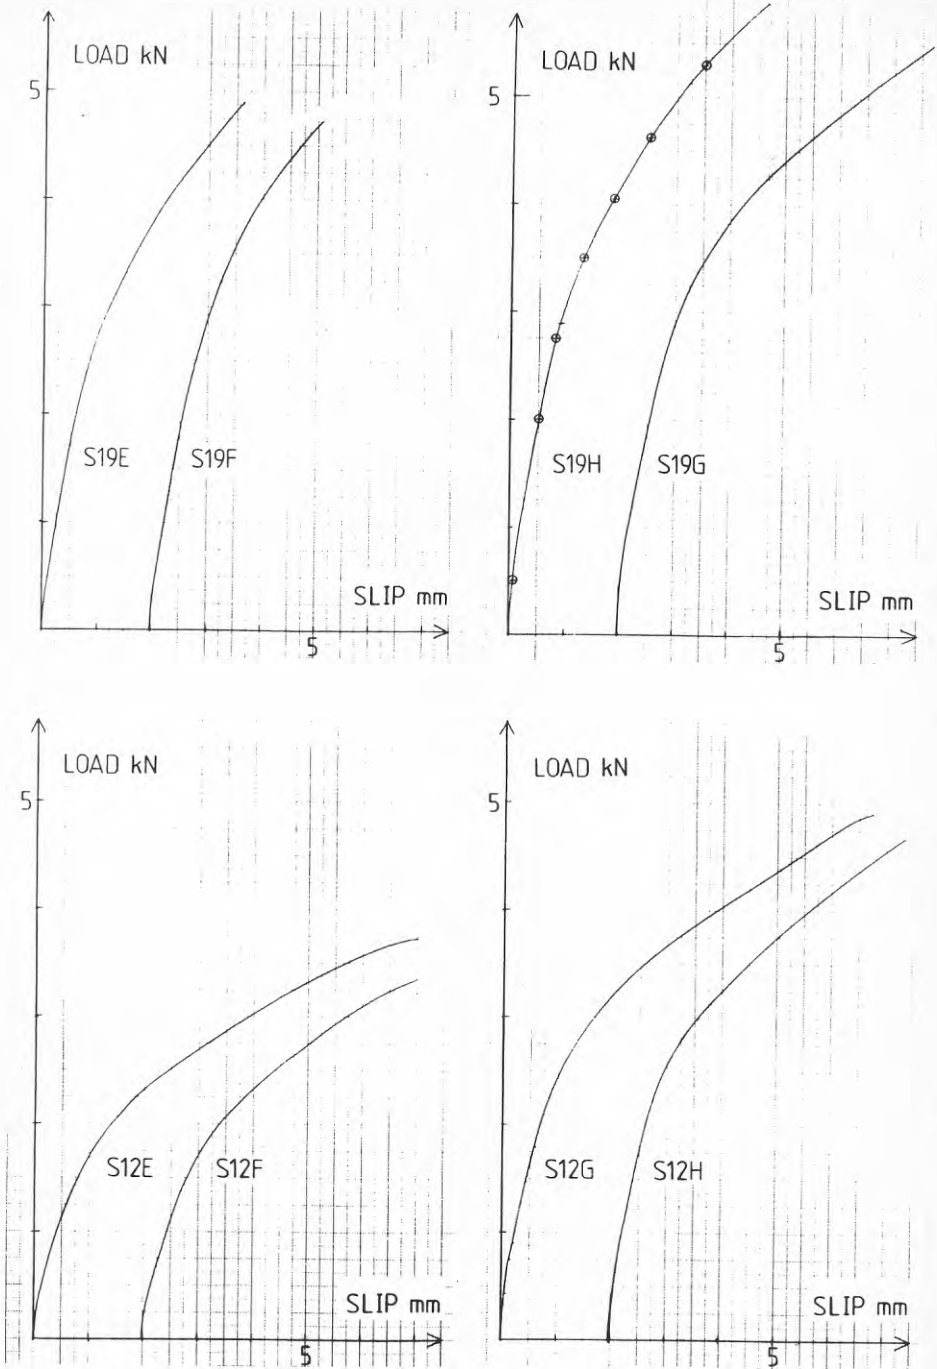 LOAD kN
5
S19E
S19F
SLIP mm
5
LOAD kN
5
S19H
S19G
SLIP mm
5
LOAD kN
5
S12E
S12F
SLIP mm
5
LOAD kN
5
S12G
S12H
SLIP mm
5